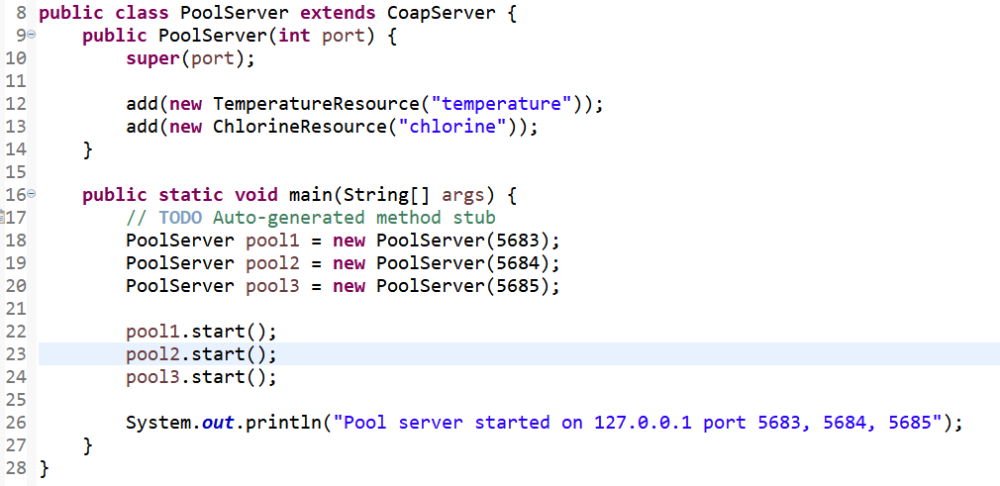 8 public class PoolServer extends CoapServer {
9 public PoolServer(int port) {
10 super(port);
11
12 add(new TemperatureResource("temperature"));
13 add(new ChlorineResource("chlorine"));
14 }
15
16 public static void main(String[] args) {
17 // TODO Auto-generated method stub
18 PoolServer pool1 = new PoolServer(5683);
19 PoolServer pool2 = new PoolServer(5684);
20 PoolServer pool3 = new PoolServer(5685);
21
22 pool1.start();
23 pool2.start();
24 pool3.start();
25
26 System.out.println("Pool server started on 127.0.0.1 port 5683, 5684, 5685");
27 }
28 }